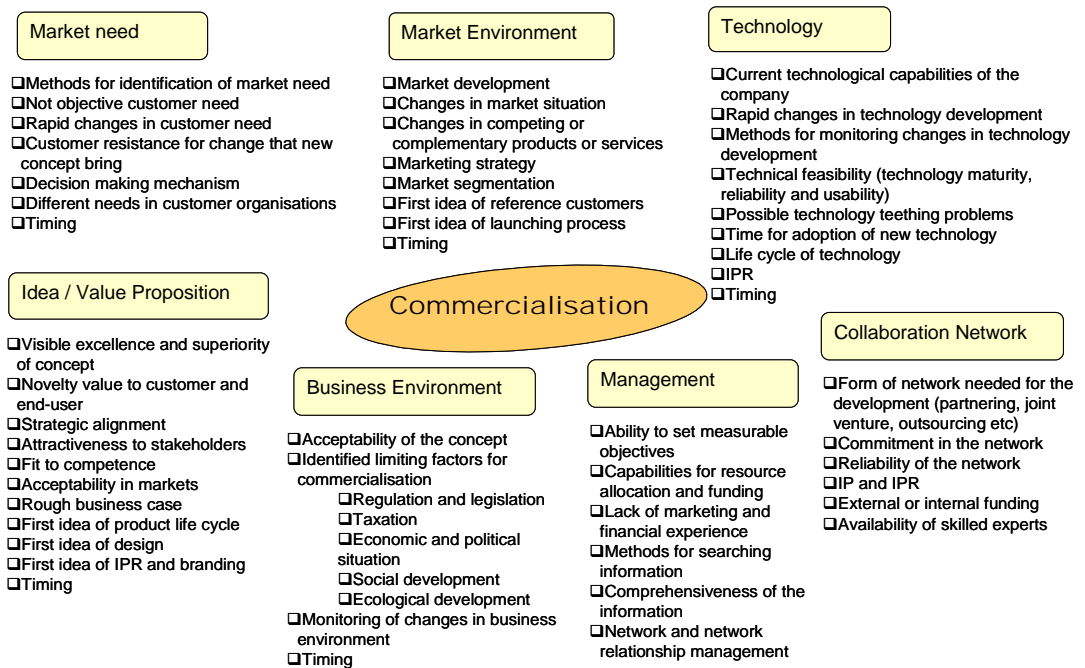 Market need
❑Methods for identification of market need
❑Not objective customer need
❑Rapid changes in customer need
❑Customer resistance for change that new
concept bring
❑Decision making mechanism
❑Different needs in customer organisations
❑Timing
Market Environment
❑Market development
❑Changes in market situation
❑Changes in competing or
complementary products or services
❑Marketing strategy
❑Market segmentation
❑First idea of reference customers
❑First idea of launching process
❑Timing
Technology
❑Current technological capabilities of the
company
❑Rapid changes in technology development
❑Methods for monitoring changes in technology
development
❑Technical feasibility (technology maturity,
reliability and usability)
❑Possible technology teething problems
❑Time for adoption of new technology
❑Life cycle of technology
❑IPR
❑Timing
Commercialisation
Idea / Value Proposition
❑Visible excellence and superiority
of concept
❑Novelty value to customer and
end-user
❑Strategic alignment
❑Attractiveness to stakeholders
❑Fit to competence
❑Acceptability in markets
❑Rough business case
❑First idea of product life cycle
❑First idea of design
❑First idea of IPR and branding
❑Timing
Business Environment
❑Acceptability of the concept
❑Identified limiting factors for
commercialisation
❑Regulation and legislation
❑Taxation
❑Economic and political
situation
❑Social development
❑Ecological development
❑Monitoring of changes in business
environment
❑Timing
Management
❑Ability to set measurable
objectives
❑Capabilities for resource
allocation and funding
❑Lack of marketing and
financial experience
❑Methods for searching
information
❑Comprehensiveness of the
information
❑Network and network
relationship management
Collaboration Network
❑Form of network needed for the
development (partnering, joint
venture, outsourcing etc)
❑Commitment in the network
❑Reliability of the network
❑IP and IPR
❑External or internal funding
❑Availability of skilled experts